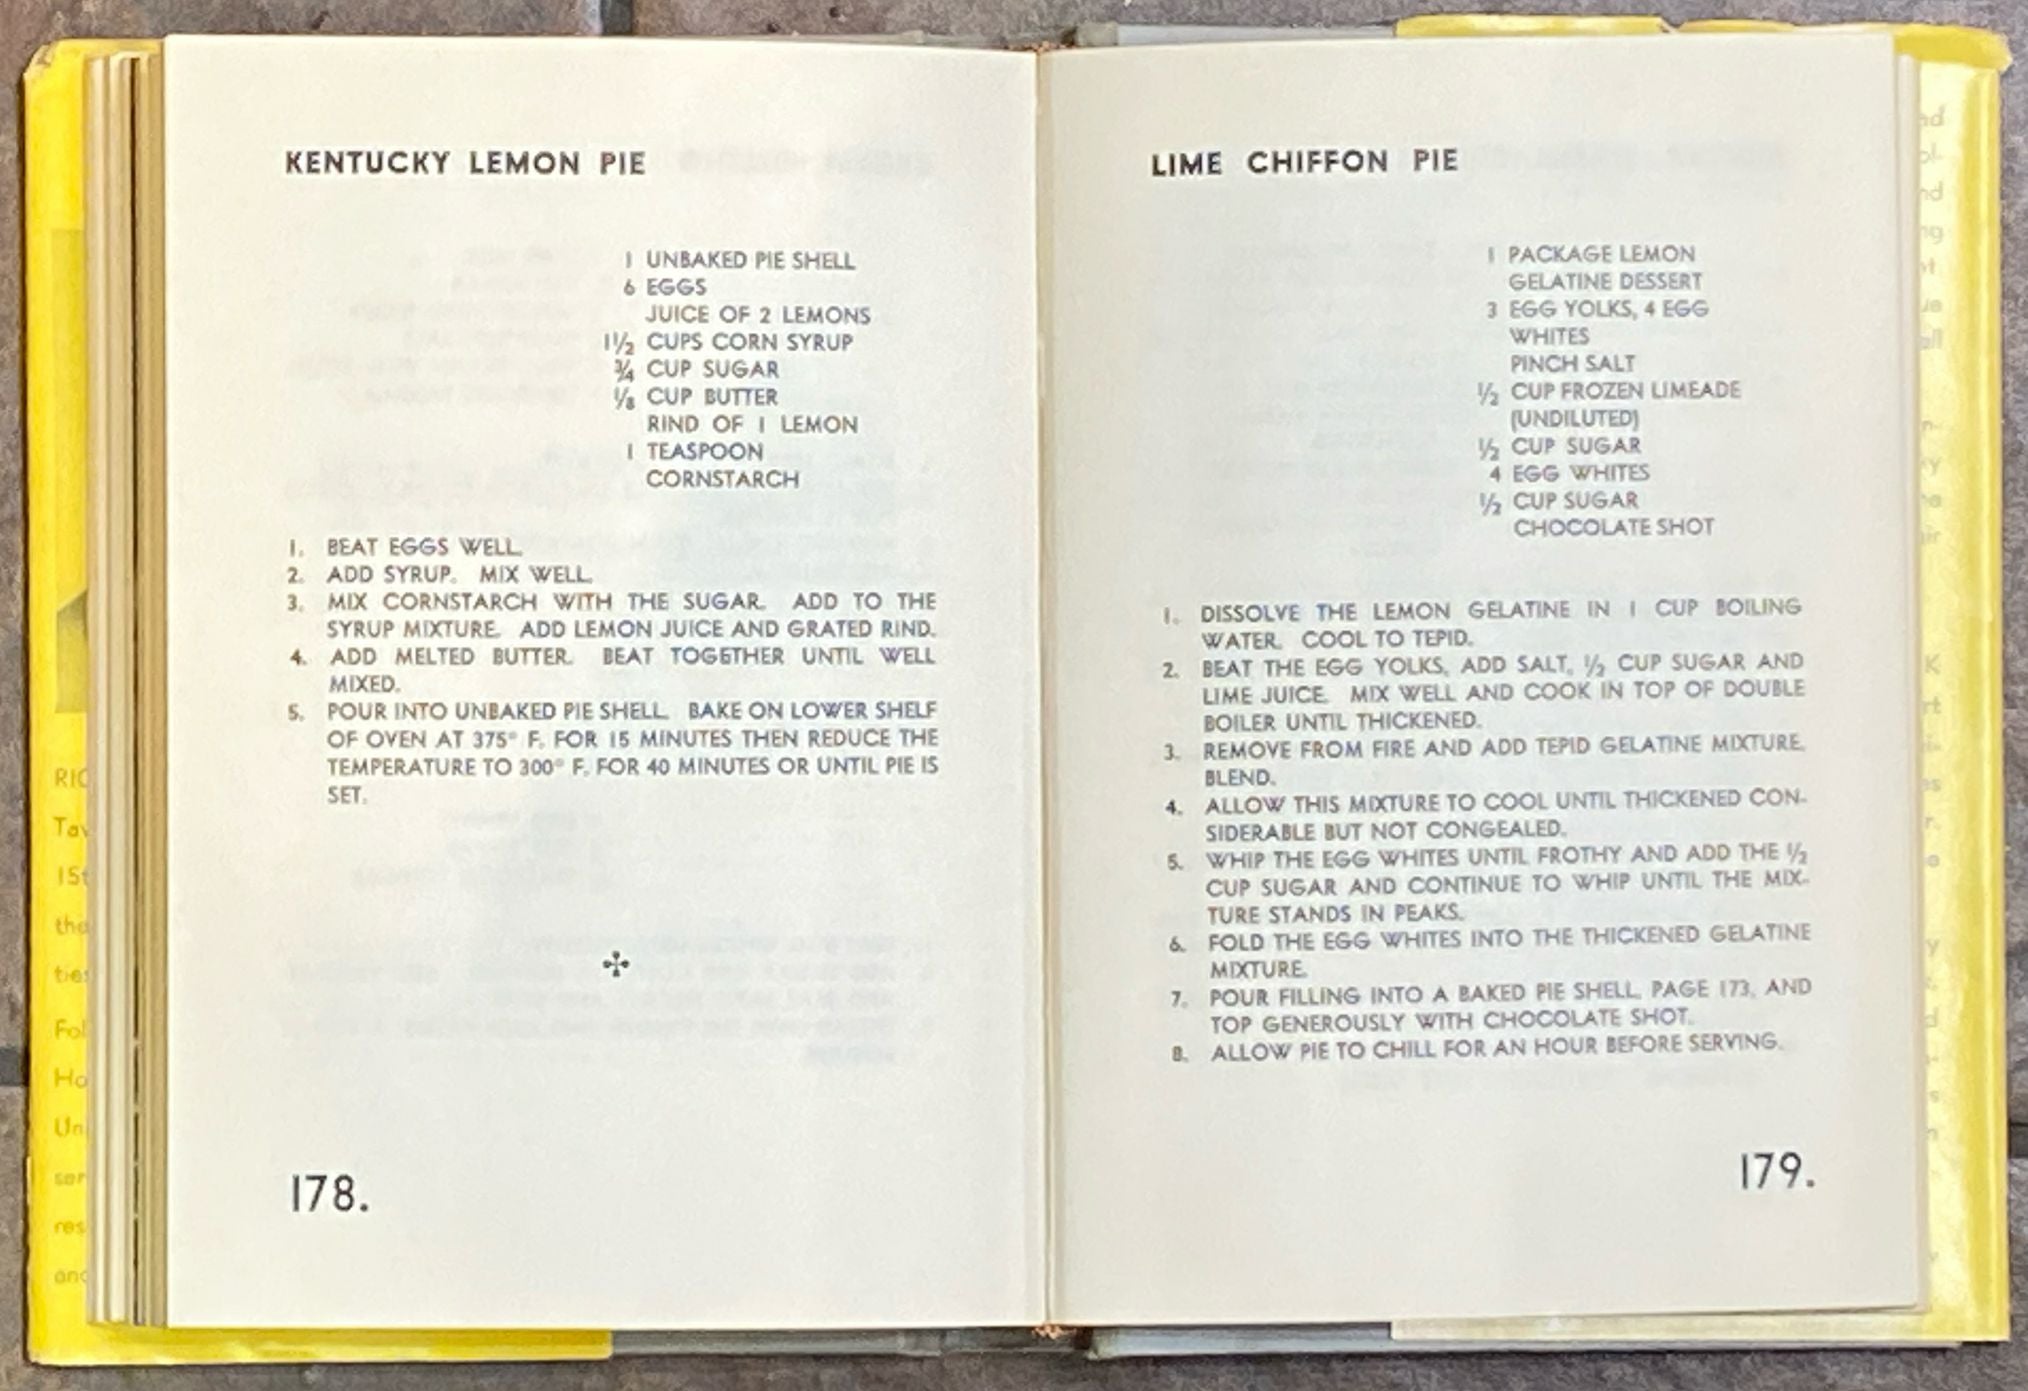 KENTUCKY LEMON PIE
1 UNBAKED PIE SHELL
6 EGGS
JUICE OF 2 LEMONS
1½ CUPS CORN SYRUP
¾ CUP SUGAR
⅓ CUP BUTTER
RIND OF 1 LEMON
1 TEASPOON
CORNSTARCH
1. BEAT EGGS WELL.
2. ADD SYRUP. MIX WELL.
3. MIX CORNSTARCH WITH THE SUGAR. ADD TO THE
SYRUP MIXTURE. ADD LEMON JUICE AND GRATED RIND.
4. ADD MELTED BUTTER. BEAT TOGETHER UNTIL WELL
MIXED.
5. POUR INTO UNBAKED PIE SHELL. BAKE ON LOWER SHELF
OF OVEN AT 375° F. FOR 15 MINUTES THEN REDUCE THE
TEMPERATURE TO 300° F. FOR 40 MINUTES OR UNTIL PIE IS
SET.
178.
LIME CHIFFON PIE
1 PACKAGE LEMON
GELATINE DESSERT
3 EGG YOLKS, 4 EGG
WHITES
PINCH SALT
½ CUP FROZEN LIMEADE
(UNDILUTED)
½ CUP SUGAR
4 EGG WHITES
½ CUP SUGAR
CHOCOLATE SHOT
1. DISSOLVE THE LEMON GELATINE IN 1 CUP BOILING
WATER. COOL TO TEPID.
2. BEAT THE EGG YOLKS, ADD SALT, ½ CUP SUGAR AND
LIME JUICE. MIX WELL AND COOK IN TOP OF DOUBLE
BOILER UNTIL THICKENED.
3. REMOVE FROM FIRE AND ADD TEPID GELATINE MIXTURE.
BLEND.
4. ALLOW THIS MIXTURE TO COOL UNTIL THICKENED CON-
SIDERABLE BUT NOT CONGEALED.
5. WHIP THE EGG WHITES UNTIL FROTHY AND ADD THE ½
CUP SUGAR AND CONTINUE TO WHIP UNTIL THE MIX-
TURE STANDS IN PEAKS.
6. FOLD THE EGG WHITES INTO THE THICKENED GELATINE
MIXTURE.
7. POUR FILLING INTO A BAKED PIE SHELL, PAGE 173, AND
TOP GENEROUSLY WITH CHOCOLATE SHOT.
8. ALLOW PIE TO CHILL FOR AN HOUR BEFORE SERVING.
179.